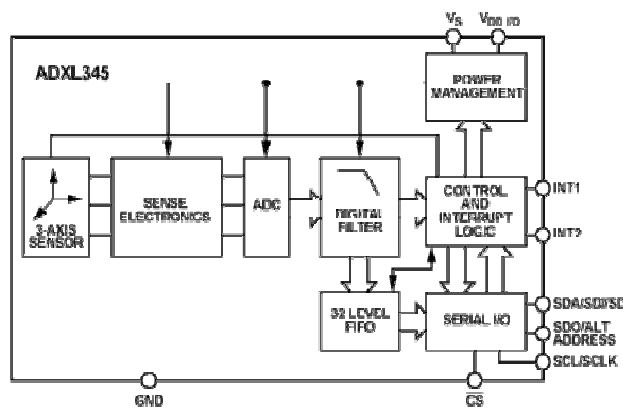 VS
VDD I/O
ADXL345
POWER
MANAGEMENT
3-AXIS
SENSOR
SENSE
ELECTRONICS
ADC
DIGITAL
FILTER
CONTROL
AND
INTERRUPT
LOGIC
INT1
INT2
32 LEVEL
FIFO
SERIAL I/O
SDA/SDI/SD
SDO/ALT
ADDRESS
SCL/SCLK
GND
CS